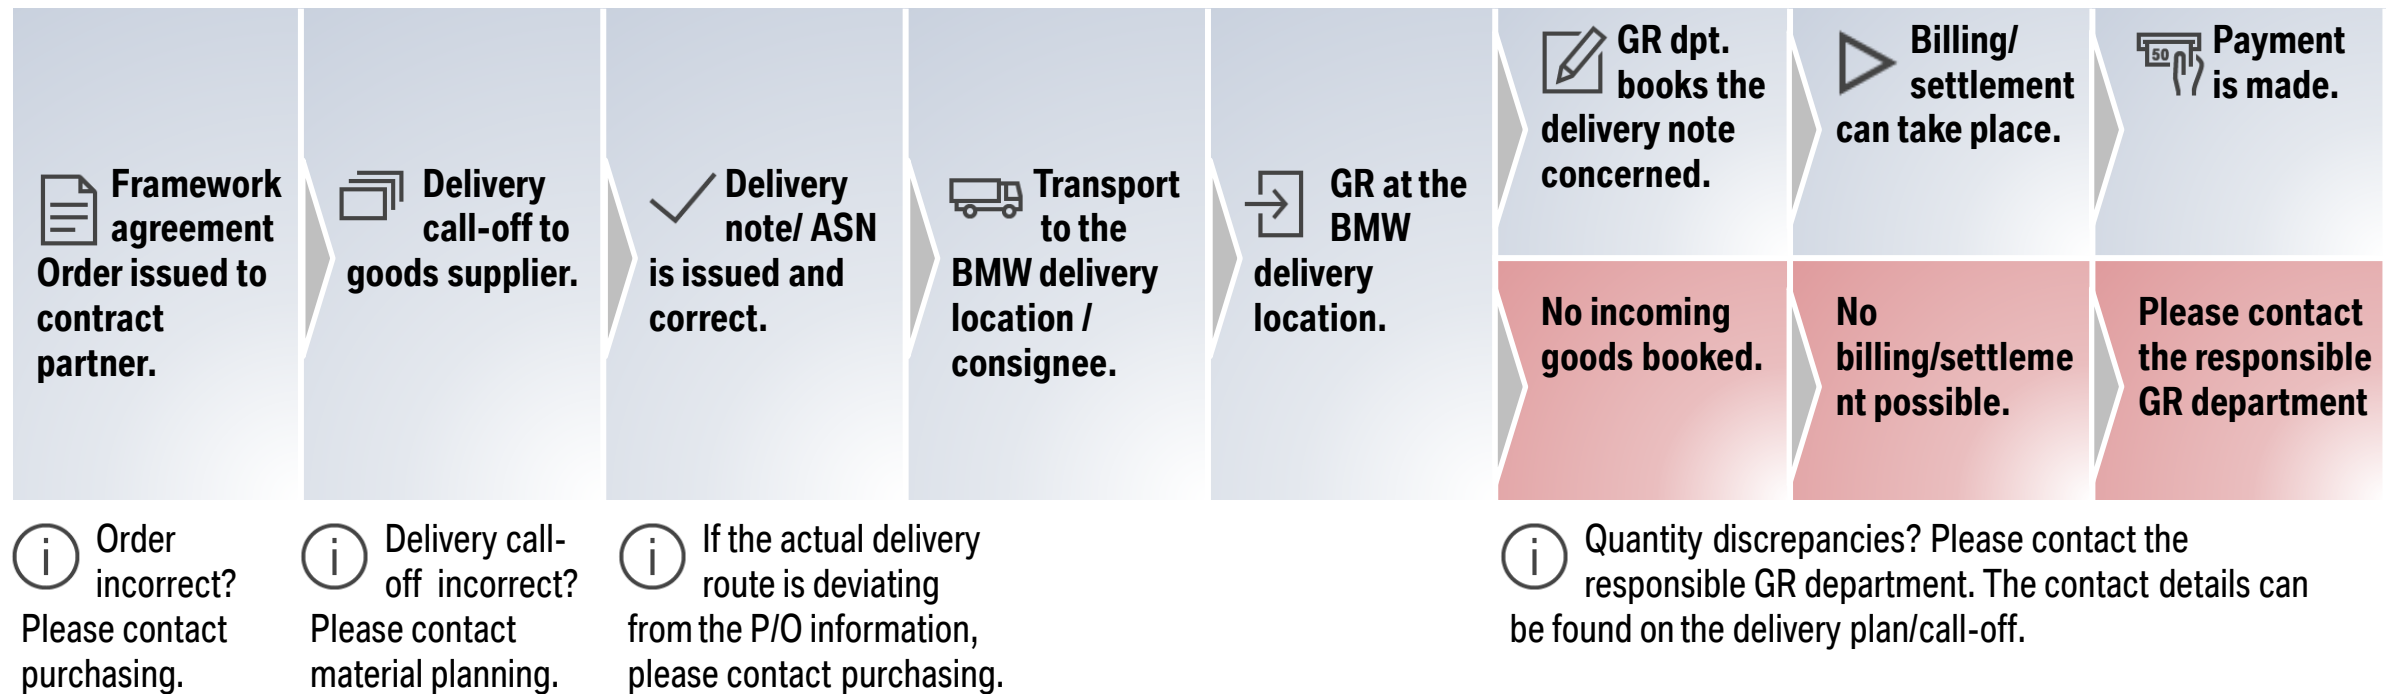 Framework
agreement
Order issued to
contract
partner.
Delivery
call-off to
goods supplier.
Delivery
note/ ASN
is issued and
correct.
Transport
to the
BMW delivery
location /
consignee.
GR at the
BMW
delivery
location.
GR dpt.
books the
delivery note
concerned.
Billing/
settlement
can take place.
50
Payment
is made.
No incoming
goods booked.
No
billing/settleme
nt possible.
Please contact
the responsible
GR department
i
Order
incorrect?
Please contact
purchasing.
i
Delivery call-
off incorrect?
Please contact
material planning.
i
If the actual delivery
route is deviating
from the P/O information,
please contact purchasing.
i
Quantity discrepancies? Please contact the
responsible GR department. The contact details can
be found on the delivery plan/call-off.